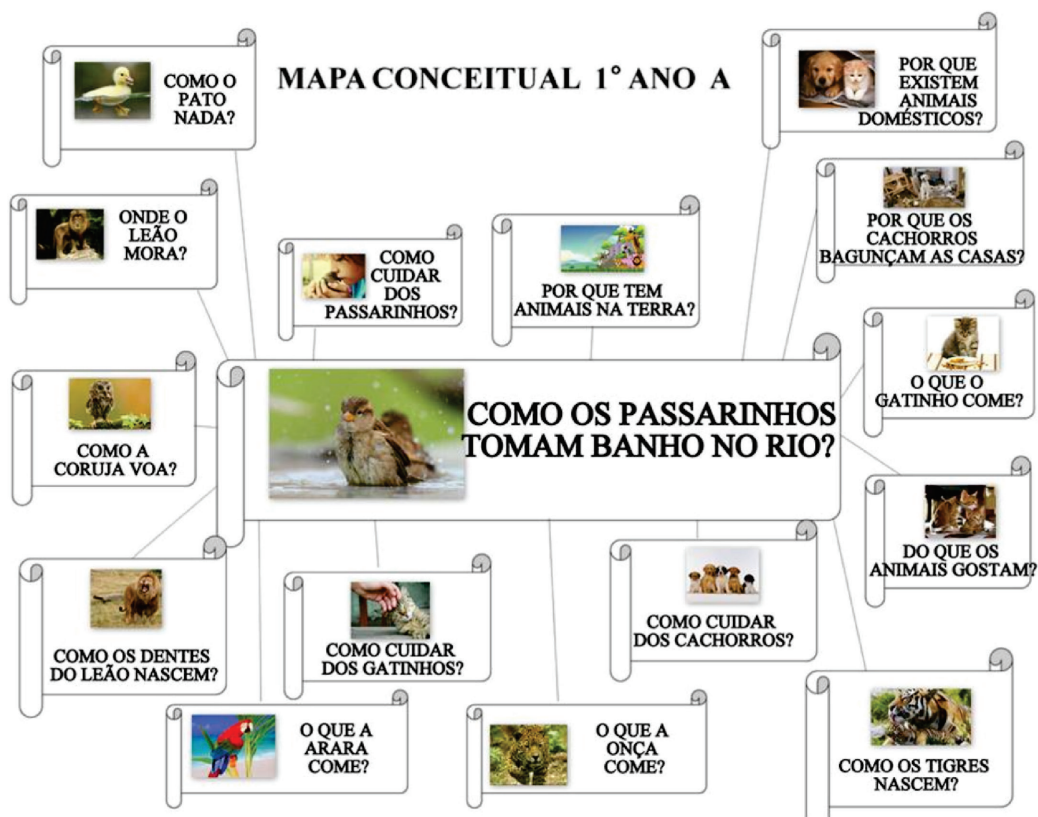 MAPA CONCEITUAL 1° ANO A
COMO O
PATO
NADA?
POR QUE
EXISTEM
ANIMAIS
DOMÉSTICOS?
ONDE O
LEÃO
MORA?
COMO
CUIDAR
DOS
PASSARINHOS?
POR QUE TEM
ANIMAIS NA TERRA?
POR QUE OS
CACHORROS
BAGUNÇAM AS CASAS?
COMO A
CORUJA VOA?
COMO OS PASSARINHOS
TOMAM BANHO NO RIO?
O QUE O
GATINHO COME?
DO QUE OS
ANIMAIS GOSTAM?
COMO OS DENTES
DO LEÃO NASCEM?
COMO CUIDAR
DOS GATINHOS?
COMO CUIDAR
DOS CACHORROS?
O QUE A
ARARA
COME?
O QUE A
ONÇA
COME?
COMO OS TIGRES
NASCEM?